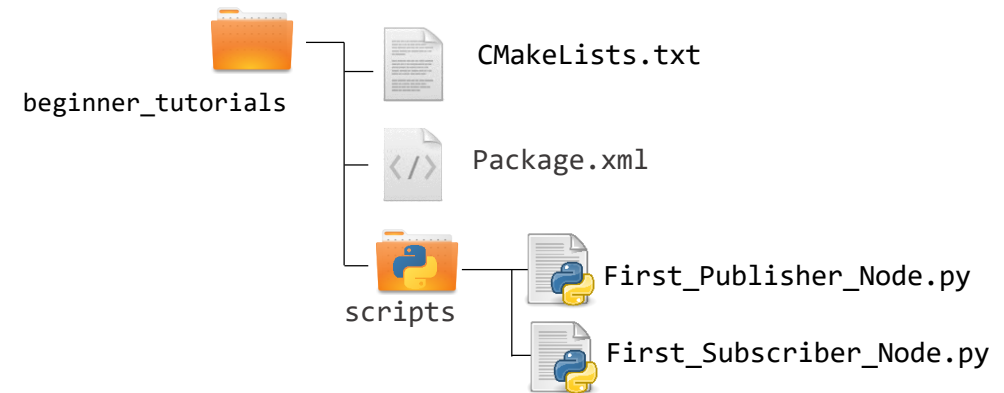 CMakeLists.txt
beginner_tutorials
Package.xml
scripts
First_Publisher_Node.py
First_Subscriber_Node.py